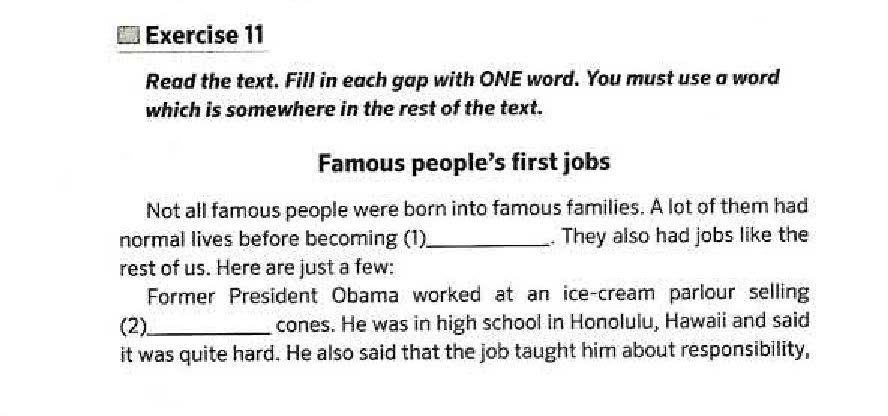 Exercise 11
Read the text. Fill in each gap with ONE word. You must use a word
which is somewhere in the rest of the text.
Famous people's first jobs
Not all famous people were born into famous families. A lot of them had
normal lives before becoming (1)__________. They also had jobs like the
rest of us. Here are just a few:
Former President Obama worked at an ice-cream parlour selling
(2)__________ cones. He was in high school in Honolulu, Hawaii and said
it was quite hard. He also said that the job taught him about responsibility,